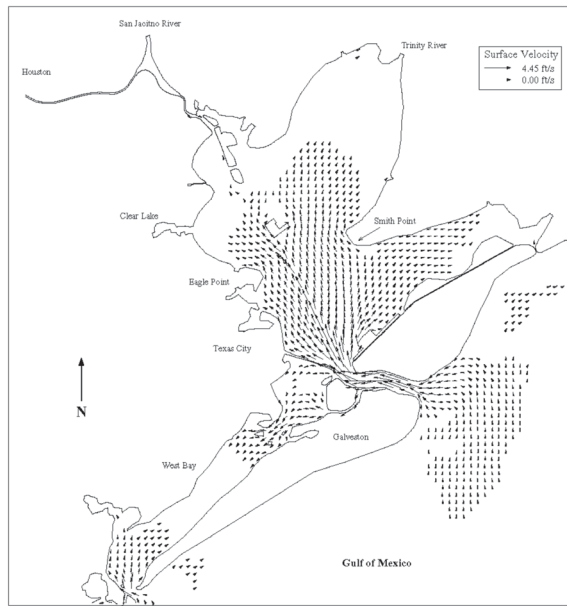 San Jacitno River
Trinity River
Surface Velocity
4.45 ft/s
0.00 ft/s
Houston
Smith Point
Clear Lake
Eagle Point
Texas City
N
Galveston
West Bay
Gulf of Mexico